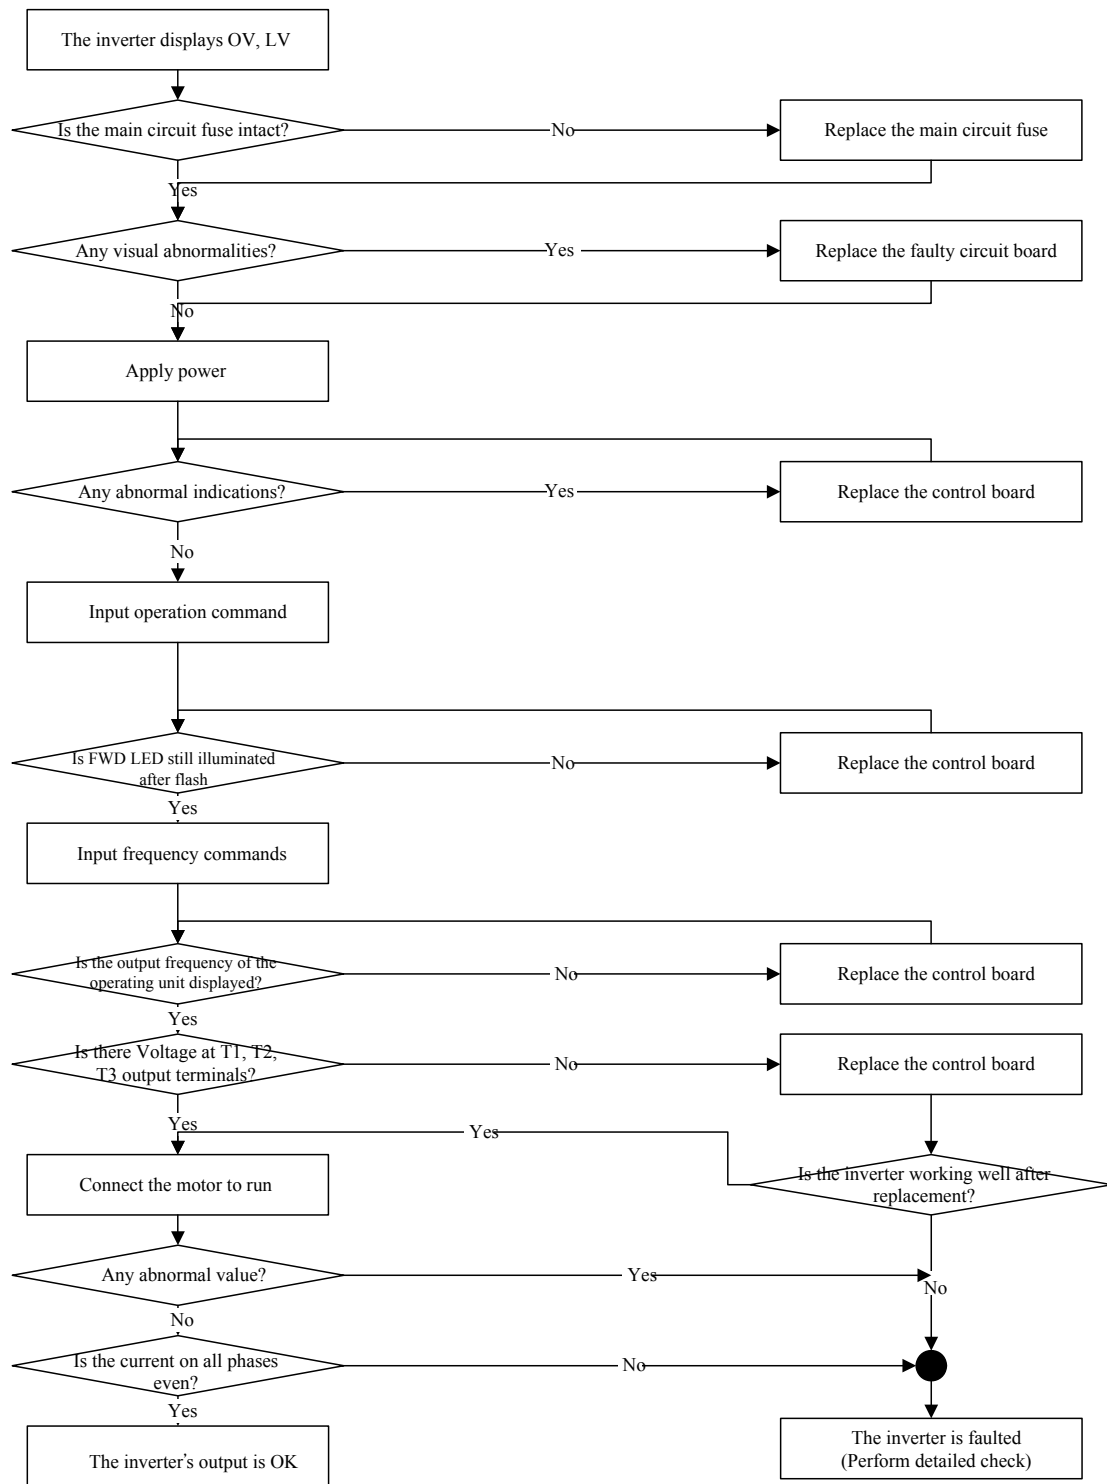 The inverter displays OV, LV
Is the main circuit fuse intact?
No
Replace the main circuit fuse
Yes
Any visual abnormalities?
Yes
Replace the faulty circuit board
No
Apply power
Any abnormal indications?
Yes
Replace the control board
No
Input operation command
Is FWD LED still illuminated
after flash
No
Replace the control board
Yes
Input frequency commands
Is the output frequency of the
operating unit displayed?
No
Replace the control board
Yes
Is there Voltage at T1, T2,
T3 output terminals?
No
Replace the control board
Yes
Yes
Connect the motor to run
Is the inverter working well after
replacement?
Any abnormal value?
Yes
No
No
Is the current on all phases
even?
No
Yes
The inverter's output is OK
The inverter is faulted
(Perform detailed check)